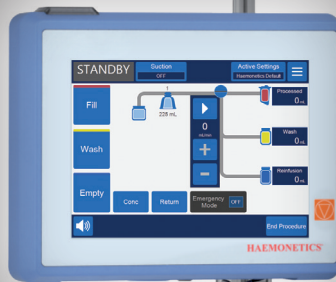 STANDBY
Suction
OFF
Active Settings
Haemonetics Default
Fill
1
225 mL
Processed
0 mL
0
mL/min
Wash
0 mL
Wash
+
−
Reinfusion
0 mL
Empty
Conc
Return
Emergency
Mode
OFF
End Procedure
HAEMONETICS